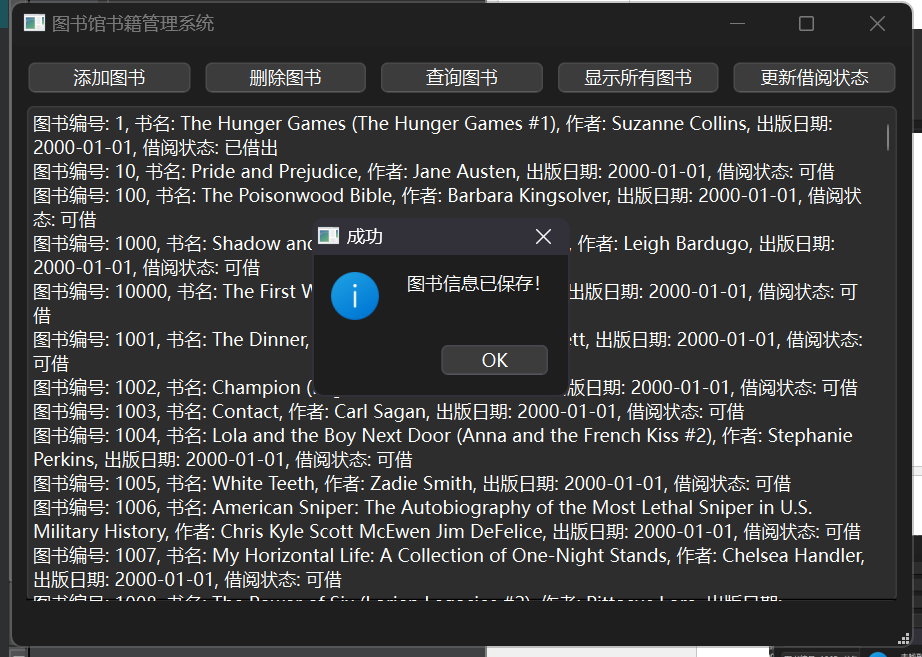 图书馆书籍管理系统
添加图书 删除图书 查询图书 显示所有图书 更新借阅状态
图书编号: 1, 书名: The Hunger Games (The Hunger Games #1), 作者: Suzanne Collins, 出版日期:
2000-01-01, 借阅状态: 已借出
图书编号: 10, 书名: Pride and Prejudice, 作者: Jane Austen, 出版日期: 2000-01-01, 借阅状态: 可借
图书编号: 100, 书名: The Poisonwood Bible, 作者: Barbara Kingsolver, 出版日期: 2000-01-01, 借阅状
态: 可借
图书编号: 1000, 书名: Shadow and , 作者: Leigh Bardugo, 出版日期:
2000-01-01, 借阅状态: 可借
图书编号: 10000, 书名: The First 出版日期: 2000-01-01, 借阅状态: 可
借
图书编号: 1001, 书名: The Dinner, 出版日期: 2000-01-01, 借阅状态:
可借
图书编号: 1002, 书名: Champion ( 版日期: 2000-01-01, 借阅状态: 可借
图书编号: 1003, 书名: Contact, 作者: Carl Sagan, 出版日期: 2000-01-01, 借阅状态: 可借
图书编号: 1004, 书名: Lola and the Boy Next Door (Anna and the French Kiss #2), 作者: Stephanie
Perkins, 出版日期: 2000-01-01, 借阅状态: 可借
图书编号: 1005, 书名: White Teeth, 作者: Zadie Smith, 出版日期: 2000-01-01, 借阅状态: 可借
图书编号: 1006, 书名: American Sniper: The Autobiography of the Most Lethal Sniper in U.S.
Military History, 作者: Chris Kyle Scott McEwen Jim DeFelice, 出版日期: 2000-01-01, 借阅状态: 可借
图书编号: 1007, 书名: My Horizontal Life: A Collection of One-Night Stands, 作者: Chelsea Handler,
出版日期: 2000-01-01, 借阅状态: 可借
成功
图书信息已保存!
OK